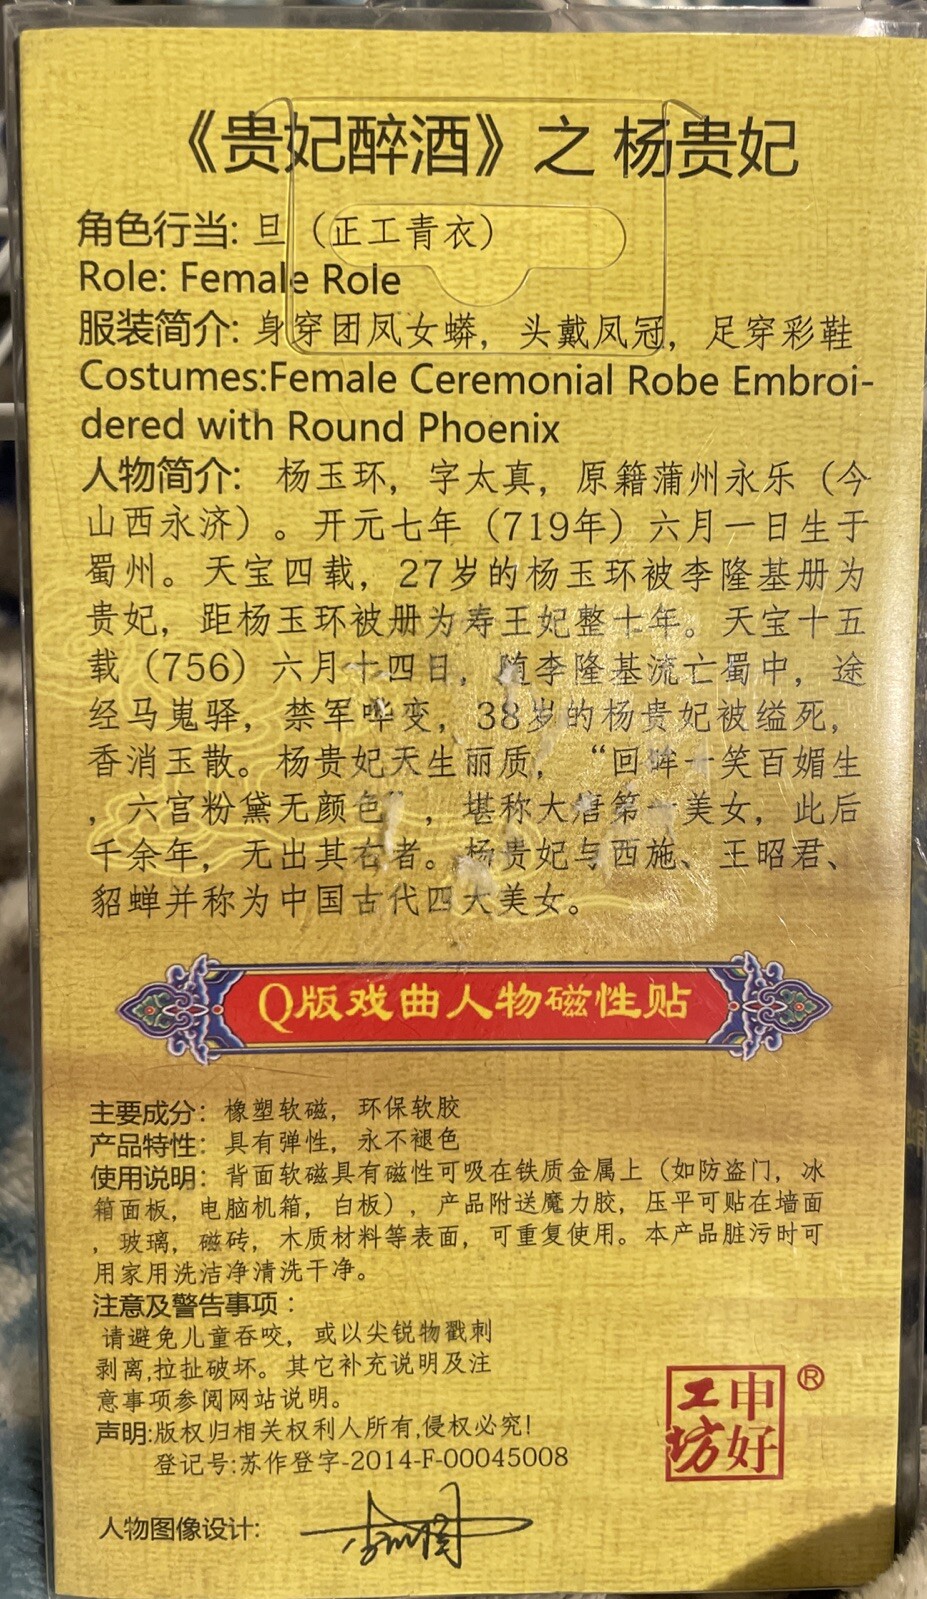 《贵妃醉酒》之 杨贵妃
角色行当: 旦（正工青衣）
Role: Female Role
服装简介: 身穿团凤女蟒，头戴凤冠，足穿彩鞋
Costumes:Female Ceremonial Robe Embroi-
dered with Round Phoenix
人物简介: 杨玉环，字太真，原籍蒲州永乐（今
山西永济）。开元七年（719年）六月一日生于
蜀州。天宝四载，27岁的杨玉环被李隆基册为
贵妃，距杨玉环被册为寿王妃整十年。天宝十五
载（756）六月十四日，随李隆基流亡蜀中，途
经马嵬驿，禁军哗变，38岁的杨贵妃被缢死，
香消玉散。杨贵妃天生丽质，“回眸一笑百媚生
，六宫粉黛无颜色”，堪称大唐第一美女，此后
千余年，无出其右者。杨贵妃与西施、王昭君、
貂蝉并称为中国古代四大美女。
Q版戏曲人物磁性贴
主要成分：橡塑软磁，环保软胶
产品特性：具有弹性，永不褪色
使用说明：背面软磁具有磁性可吸在铁质金属上（如防盗门，冰
箱面板，电脑机箱，白板），产品附送魔力胶，压平可贴在墙面
，玻璃，磁砖，木质材料等表面，可重复使用。本产品脏污时可
用家用洗洁净清洗干净。
注意及警告事项：
请避免儿童吞咬，或以尖锐物戳刺
剥离,拉扯破坏。其它补充说明及注
意事项参阅网站说明。
声明:版权归相关权利人所有,侵权必究!
登记号:苏作登字-2014-F-00045008
申好工坊®
人物图像设计: